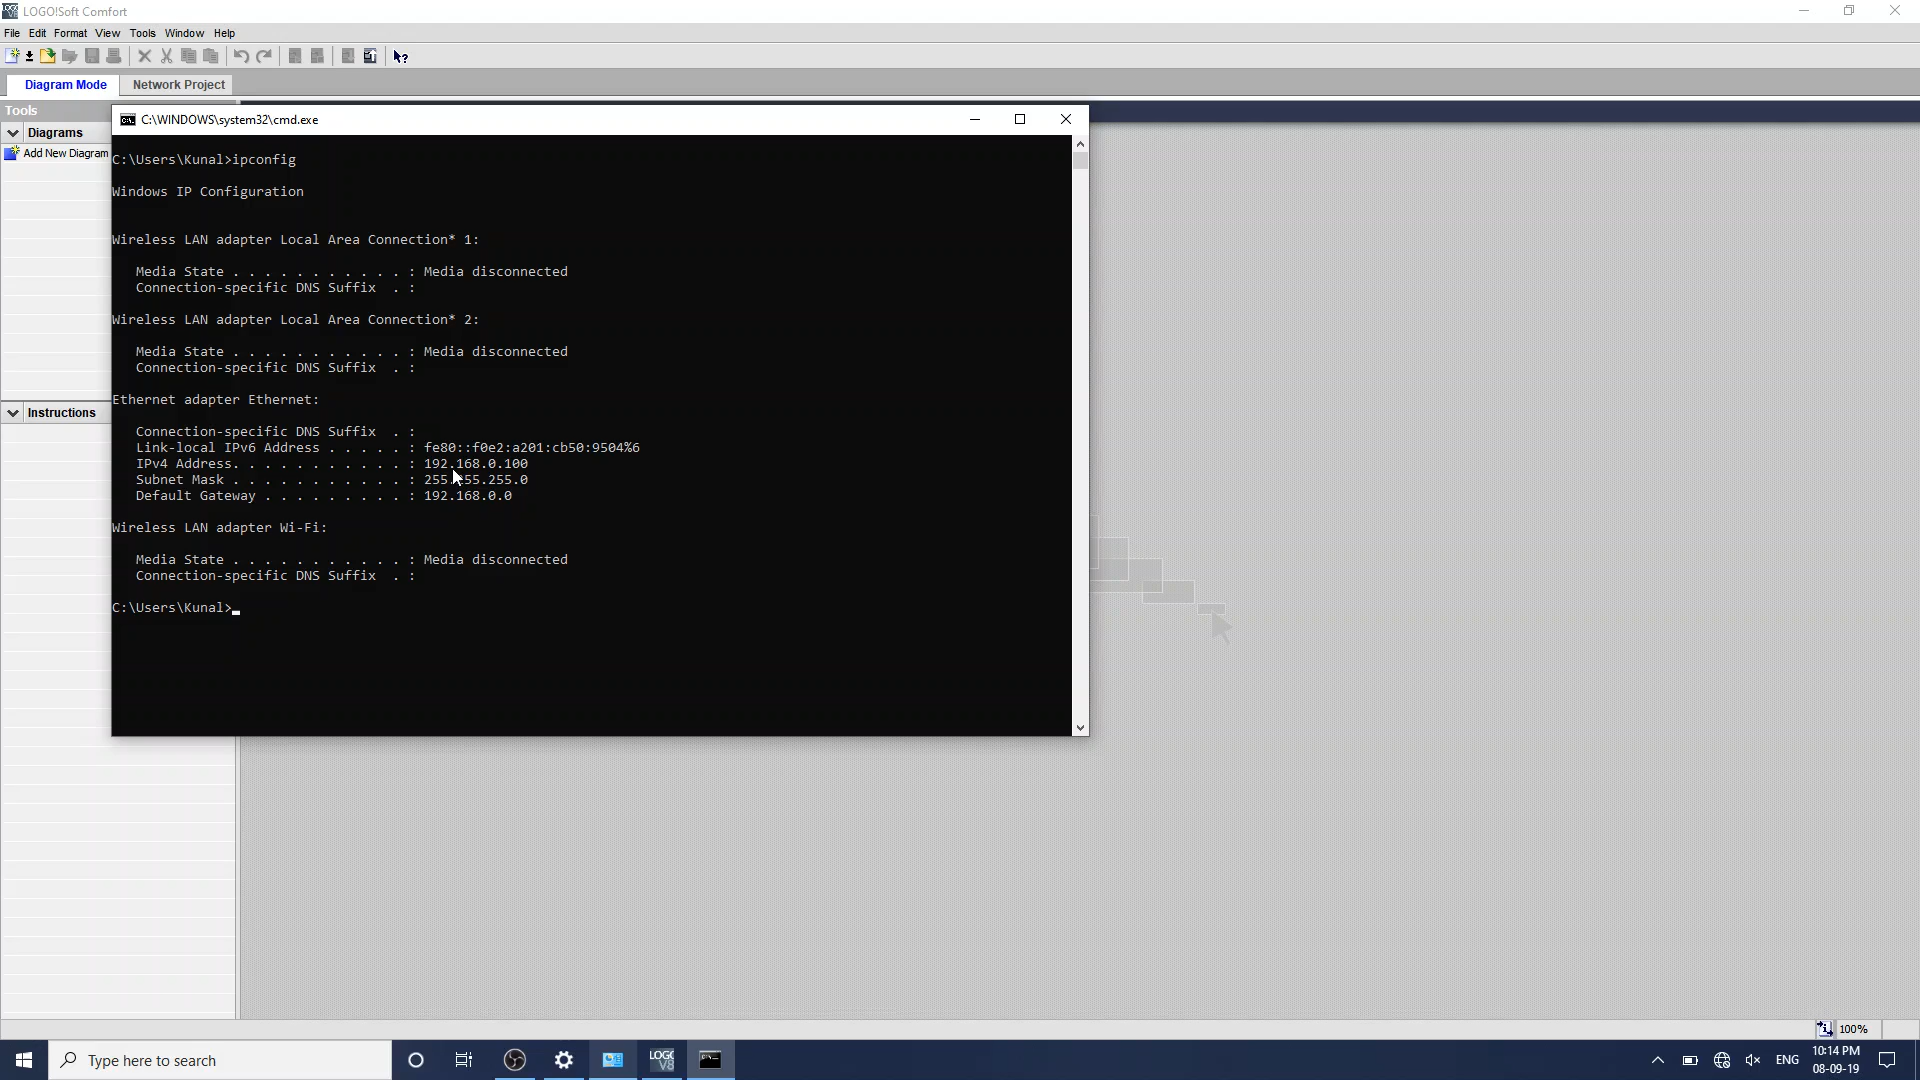 LOGO!Soft Comfort
File Edit Format View Tools Window Help
Diagram Mode Network Project
Tools
Diagrams
Add New Diagram
Instructions
C:\WINDOWS\system32\cmd.exe
C:\Users\Kunal>ipconfig
Windows IP Configuration
Wireless LAN adapter Local Area Connection* 1:
Media State . . . . . . . . . . . : Media disconnected
Connection-specific DNS Suffix  . :
Wireless LAN adapter Local Area Connection* 2:
Media State . . . . . . . . . . . : Media disconnected
Connection-specific DNS Suffix  . :
Ethernet adapter Ethernet:
Connection-specific DNS Suffix  . :
Link-local IPv6 Address . . . . . : fe80::f0e2:a201:cb50:9504%6
IPv4 Address. . . . . . . . . . . : 192.168.0.100
Subnet Mask . . . . . . . . . . . : 255.255.255.0
Default Gateway . . . . . . . . . : 192.168.0.0
Wireless LAN adapter Wi-Fi:
Media State . . . . . . . . . . . : Media disconnected
Connection-specific DNS Suffix  . :
C:\Users\Kunal>
100%
Type here to search
LOGO V8
ENG
10:14 PM
08-09-19